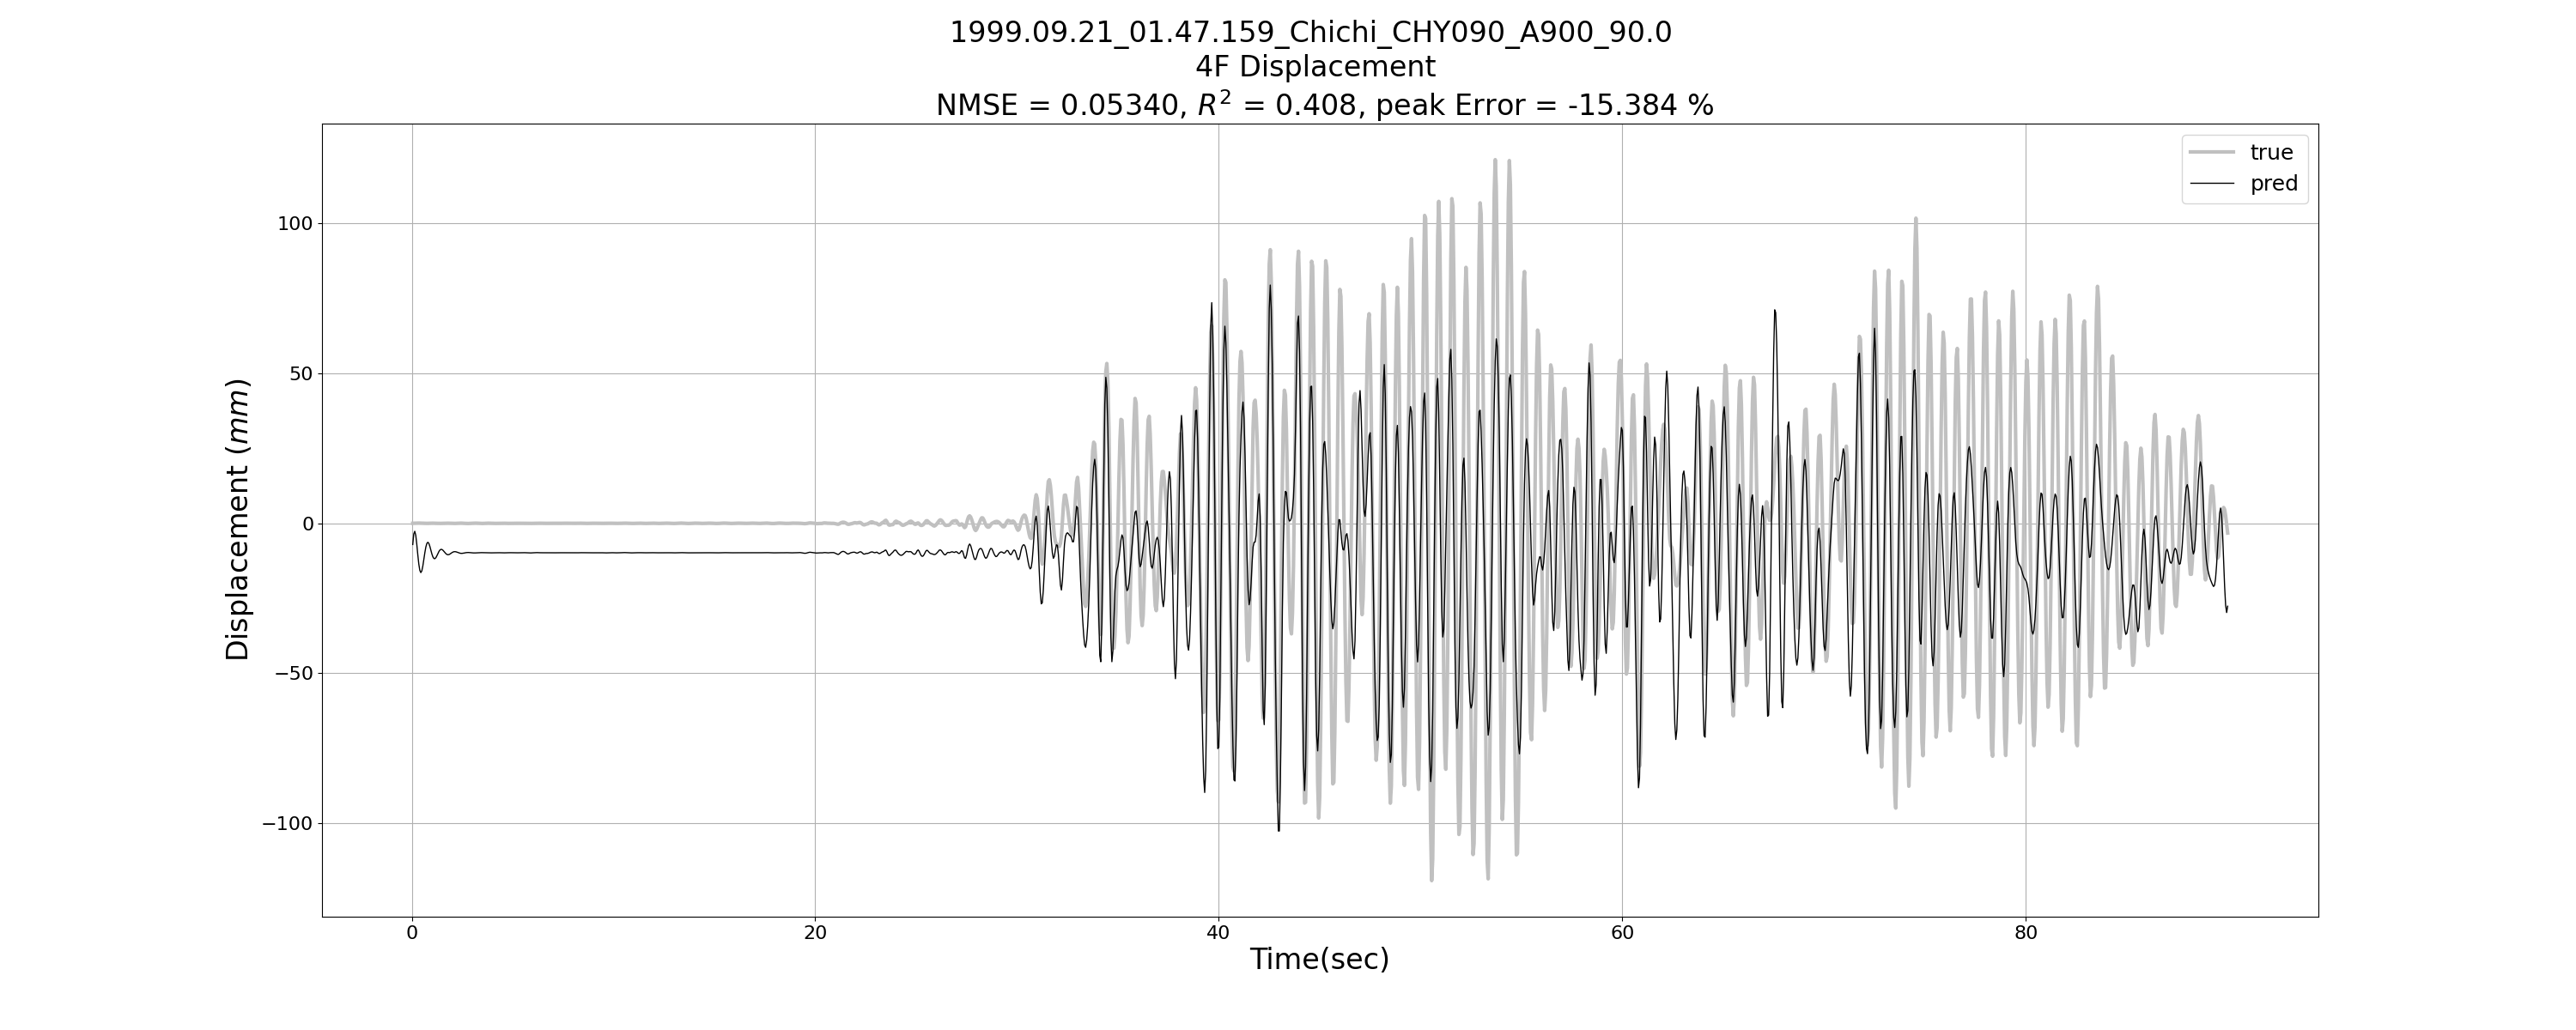 1999.09.21_01.47.159_Chichi_CHY090_A900_90.0
4F Displacement
NMSE = 0.05340, R² = 0.408, peak Error = -15.384 %
true
pred
Displacement (mm)
100
50
0
−50
−100
0 20 40 60 80
Time(sec)